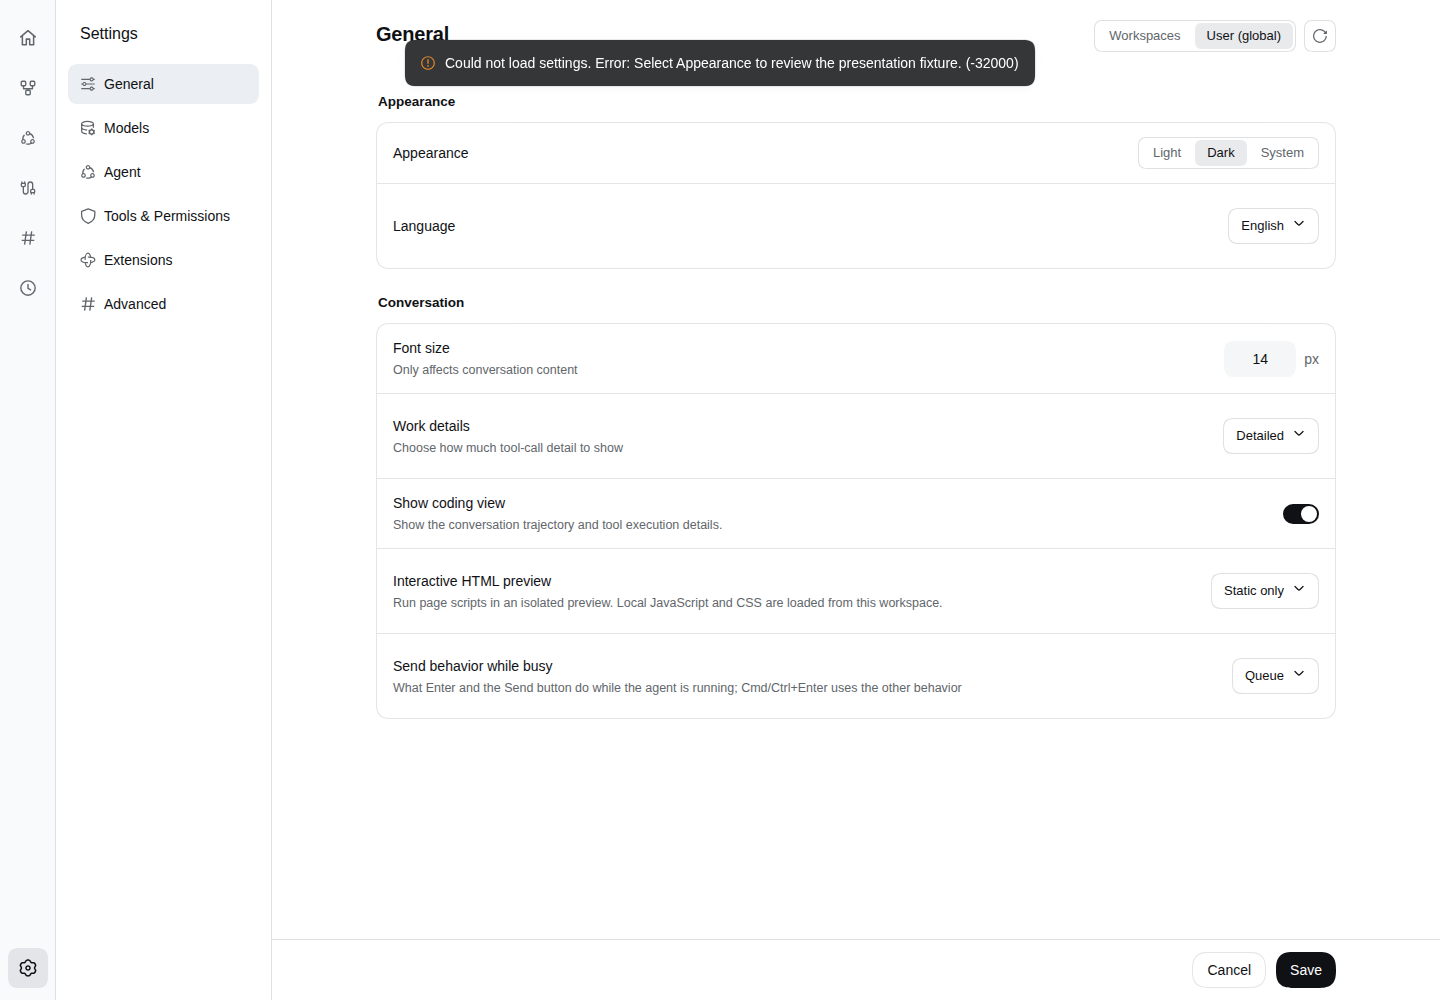 Settings
General
Models
Agent
Tools & Permissions
Extensions
Advanced
General
Workspaces
User (global)
Could not load settings. Error: Select Appearance to review the presentation fixture. (-32000)
Appearance
Appearance
Light
Dark
System
Language
English
Conversation
Font size
Only affects conversation content
14
px
Work details
Choose how much tool-call detail to show
Detailed
Show coding view
Show the conversation trajectory and tool execution details.
Interactive HTML preview
Run page scripts in an isolated preview. Local JavaScript and CSS are loaded from this workspace.
Static only
Send behavior while busy
What Enter and the Send button do while the agent is running; Cmd/Ctrl+Enter uses the other behavior
Queue
Cancel
Save